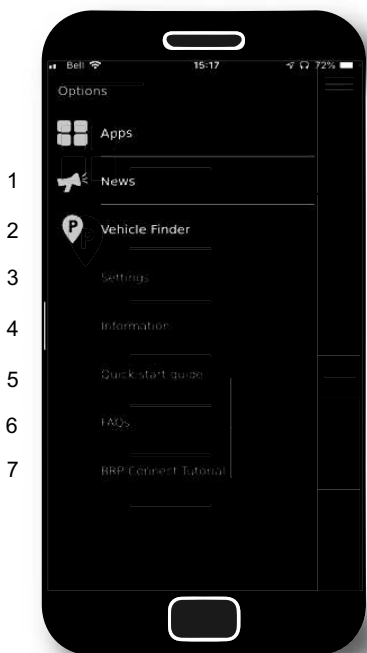 Bell 15:17 72%
Options
Apps
1 News
2 Vehicle Finder
3 Settings
4 Information
5 Quick start guide
6 FAQs
7 BRP Connect Tutorial